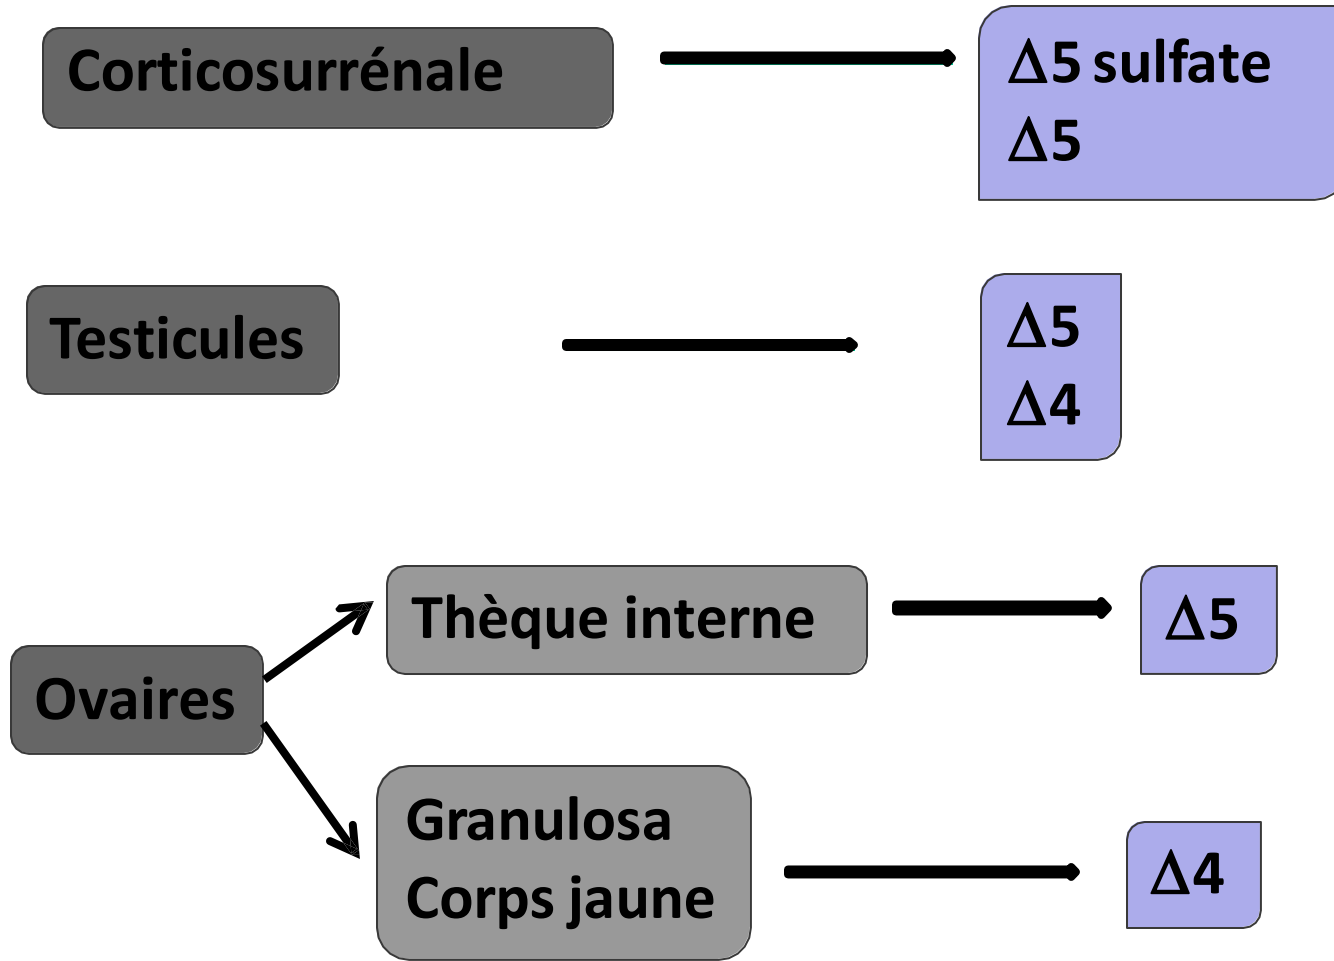 Corticosurrénale
Δ5 sulfate
Δ5
Testicules
Δ5
Δ4
Ovaires
Thèque interne
Δ5
Granulosa
Corps jaune
Δ4